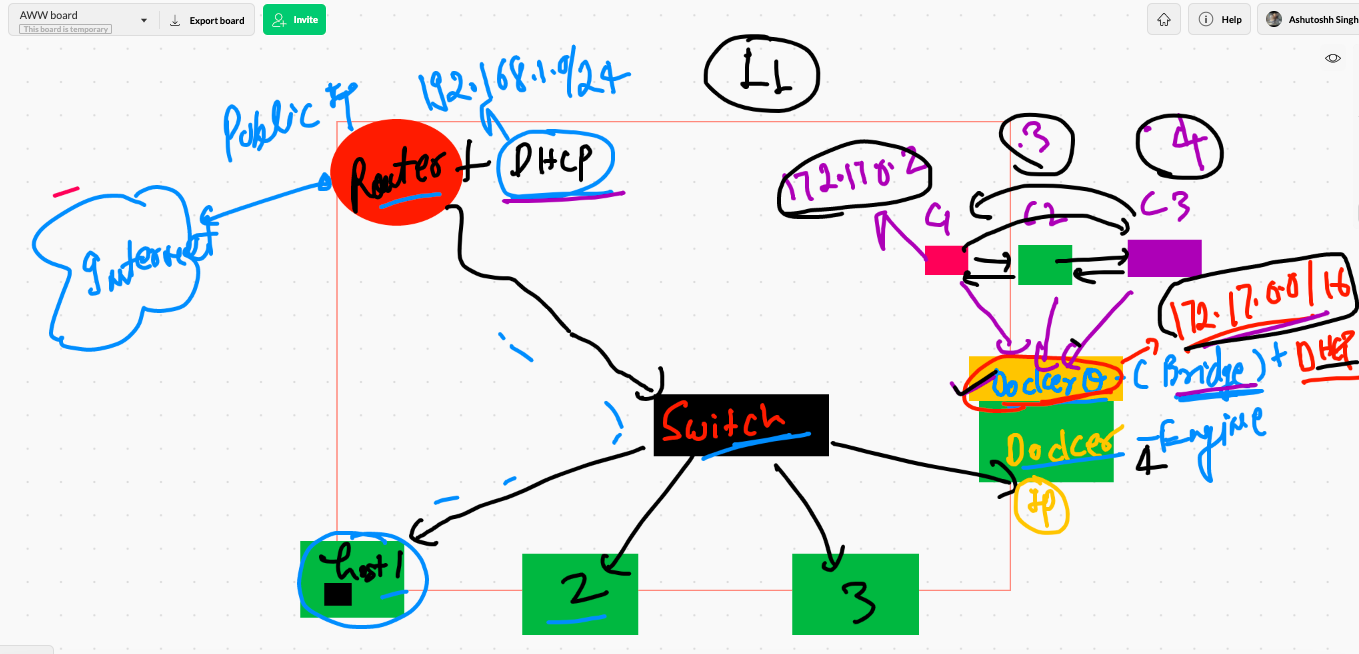 AWW board
This board is temporary
Export board
Invite
Help
Ashutoshh Singh
192.168.1.0/24
L1
Public IP
Router + DHCP
.3
.4
172.17.0.2
C1
C2
C3
Internet
172.17.0.0/16
Docker0 - (Bridge) + DHCP
Switch
Docker - Engine
4
IP
host1
2
3